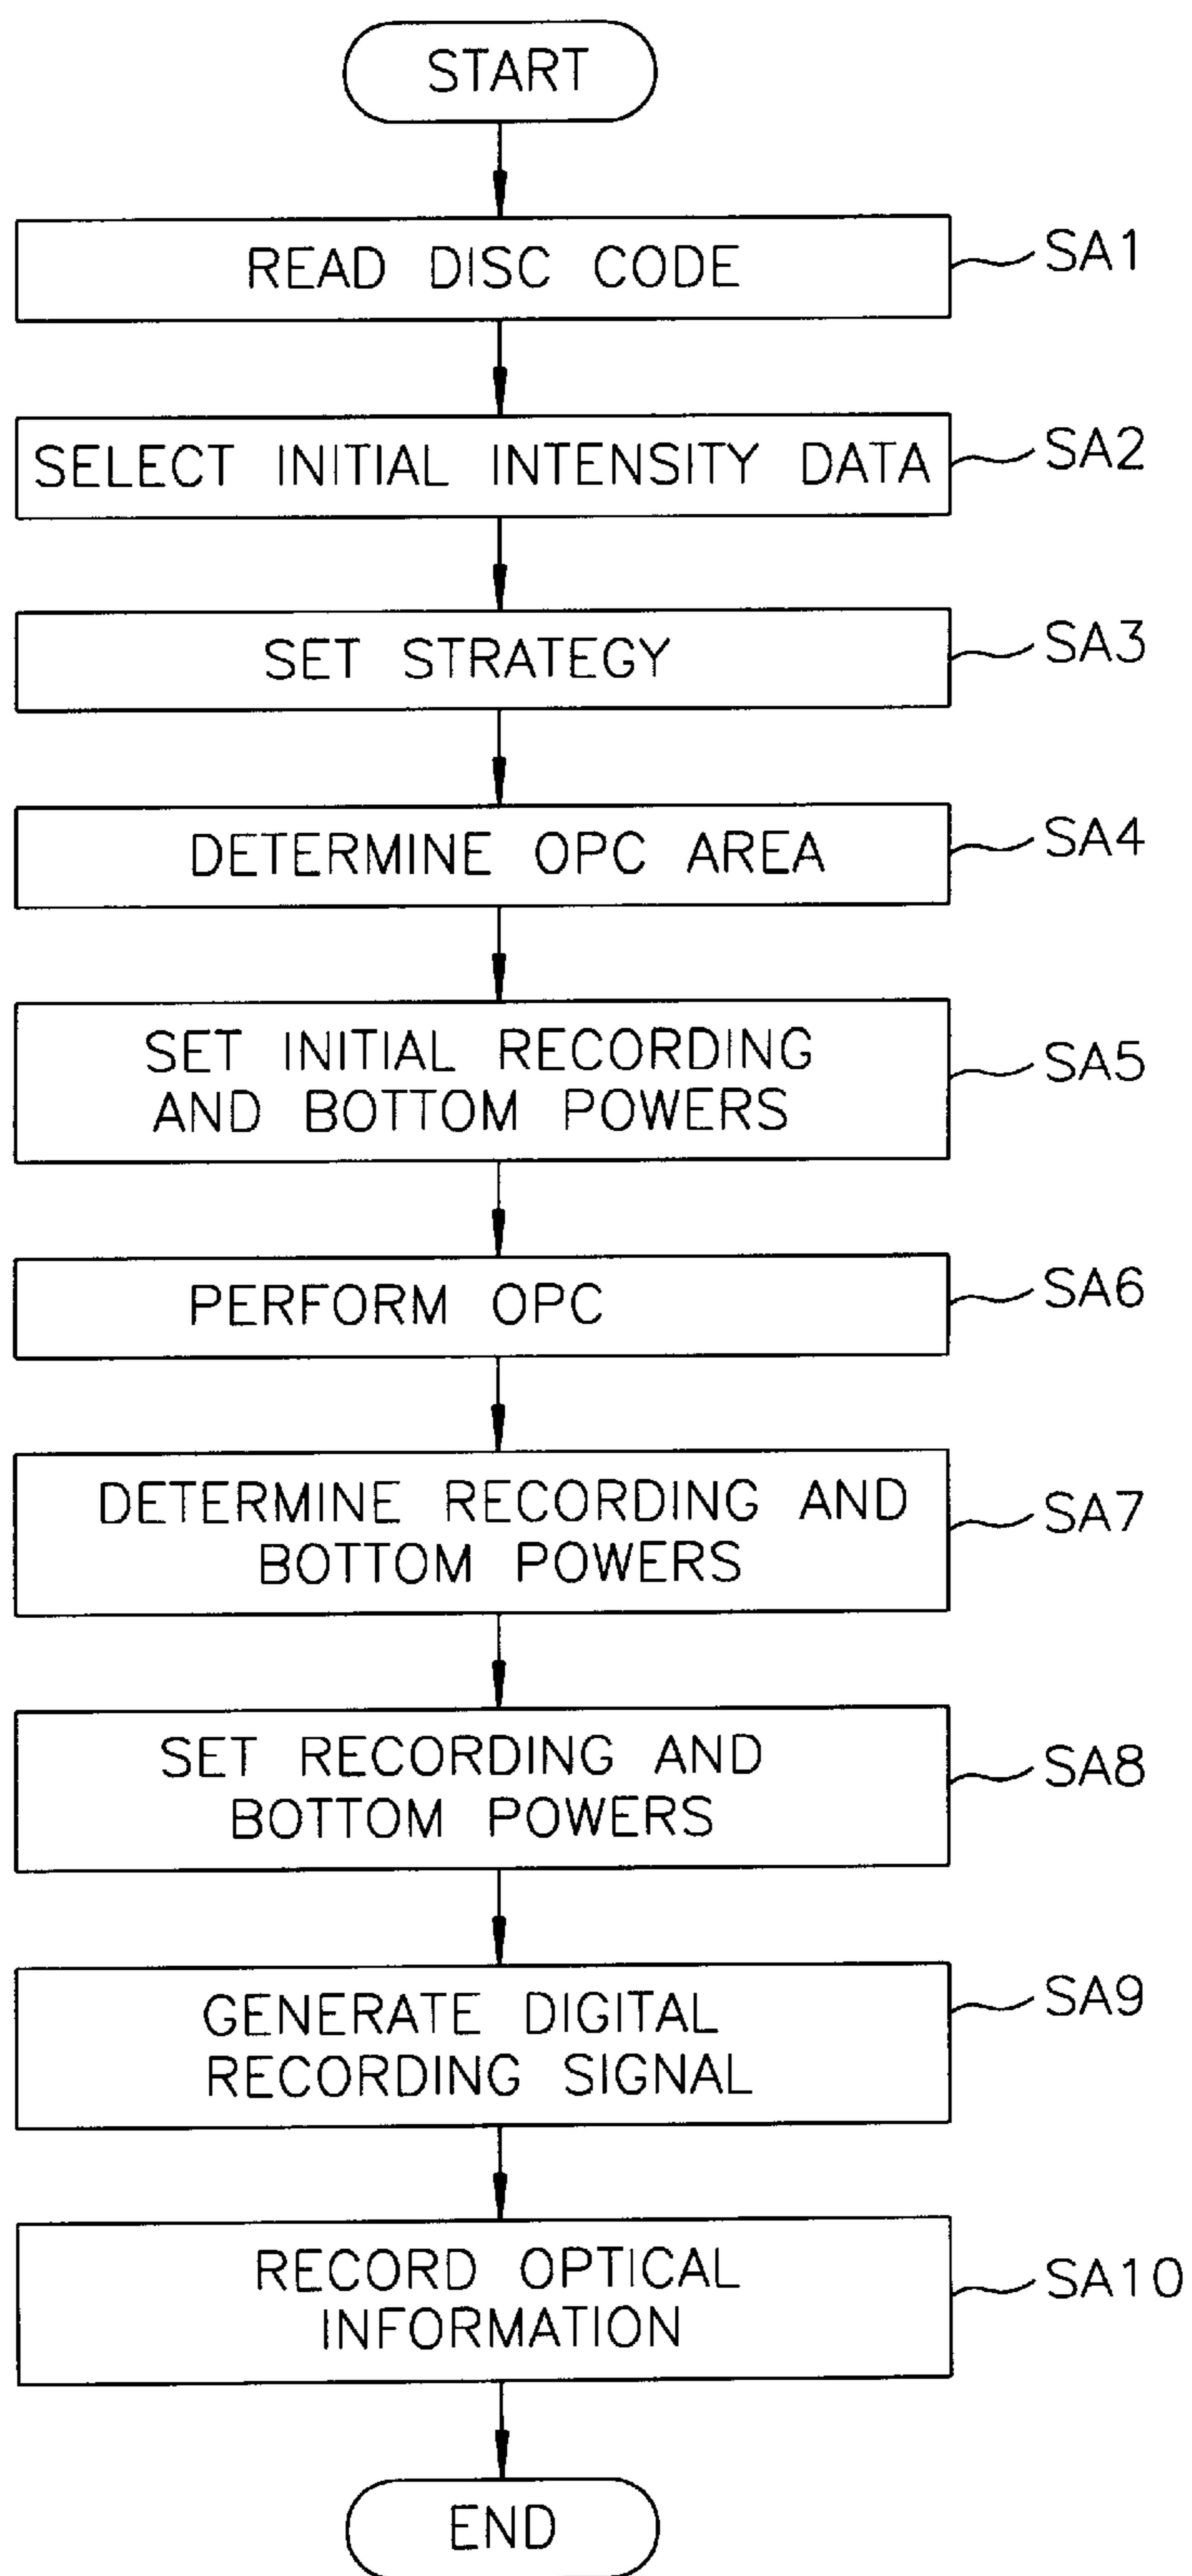 START
READ DISC CODE
SA1
SELECT INITIAL INTENSITY DATA
SA2
SET STRATEGY
SA3
DETERMINE OPC AREA
SA4
SET INITIAL RECORDING
AND BOTTOM POWERS
SA5
PERFORM OPC
SA6
DETERMINE RECORDING AND
BOTTOM POWERS
SA7
SET RECORDING AND
BOTTOM POWERS
SA8
GENERATE DIGITAL
RECORDING SIGNAL
SA9
RECORD OPTICAL
INFORMATION
SA10
END